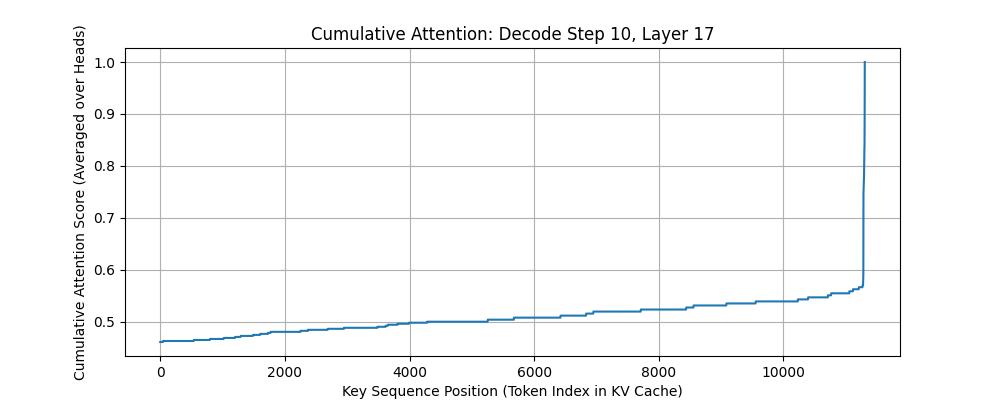 Cumulative Attention: Decode Step 10, Layer 17
Cumulative Attention Score (Averaged over Heads)
1.0
0.9
0.8
0.7
0.6
0.5
0 2000 4000 6000 8000 10000
Key Sequence Position (Token Index in KV Cache)